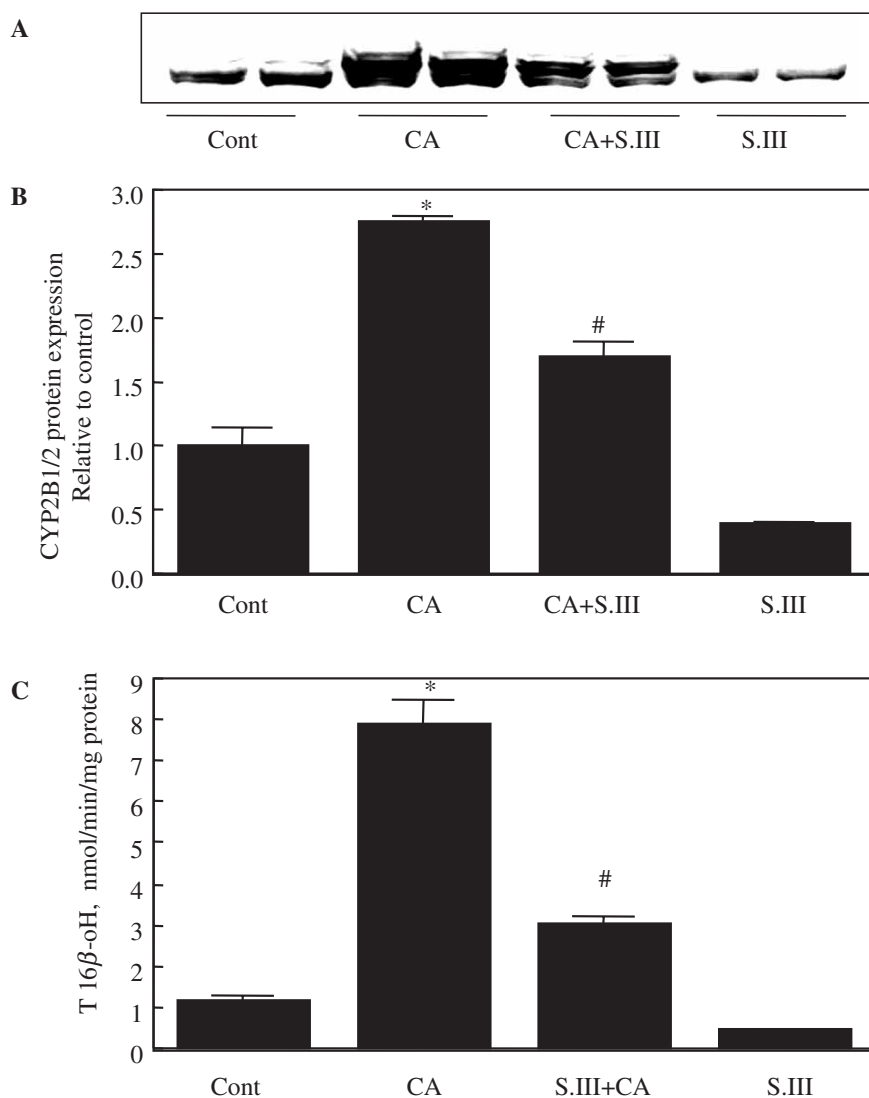 A
Cont CA CA+S.III S.III
B
CYP2B1/2 protein expression
Relative to control
3.0
2.5
2.0
1.5
1.0
0.5
0.0
*
#
Cont CA CA+S.III S.III
C
T 16β-oH, nmol/min/mg protein
9
8
7
6
5
4
3
2
1
0
*
#
Cont CA S.III+CA S.III